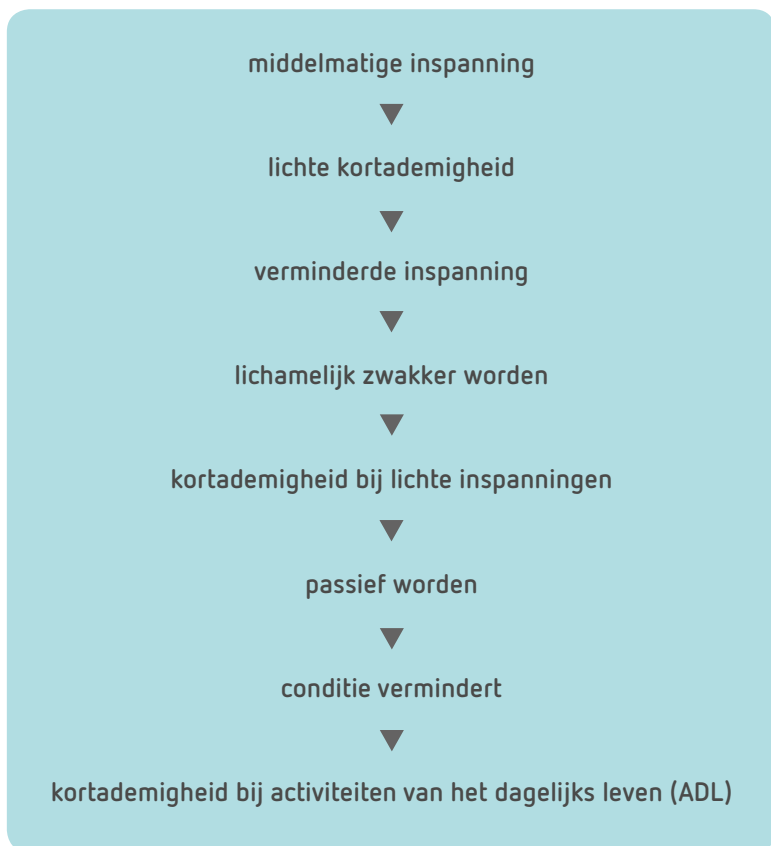 middelmatige inspanning
lichte kortademigheid
verminderde inspanning
lichamelijk zwakker worden
kortademigheid bij lichte inspanningen
passief worden
conditie vermindert
kortademigheid bij activiteiten van het dagelijks leven (ADL)